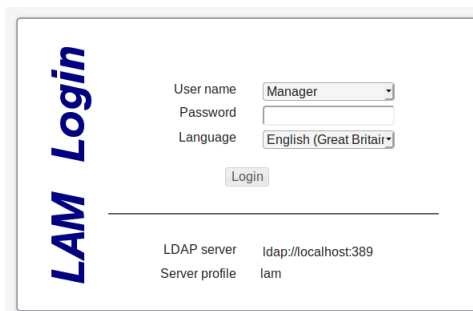 LAM Login
User name Manager
Password
Language English (Great Britain
Login
LDAP server ldap://localhost:389
Server profile lam